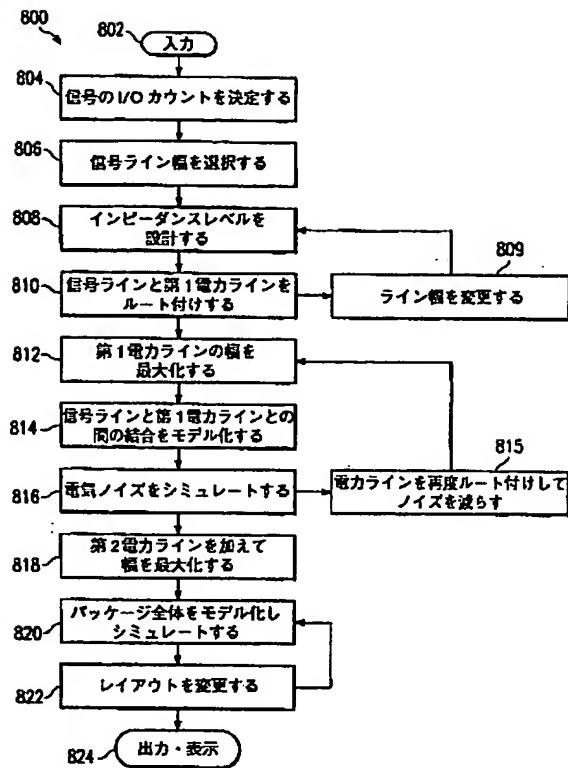 800
802
入力
804
信号のI/Oカウントを決定する
806
信号ライン幅を選択する
808
インピーダンスレベルを
設計する
809
ライン幅を変更する
810
信号ラインと第1電力ラインを
ルート付けする
812
第1電力ラインの幅を
最大化する
814
信号ラインと第1電力ラインとの
間の結合をモデル化する
815
電力ラインを再度ルート付けして
ノイズを減らす
816
電気ノイズをシミュレートする
818
第2電力ラインを加えて
幅を最大化する
820
パッケージ全体をモデル化し
シミュレートする
822
レイアウトを変更する
824
出力・表示